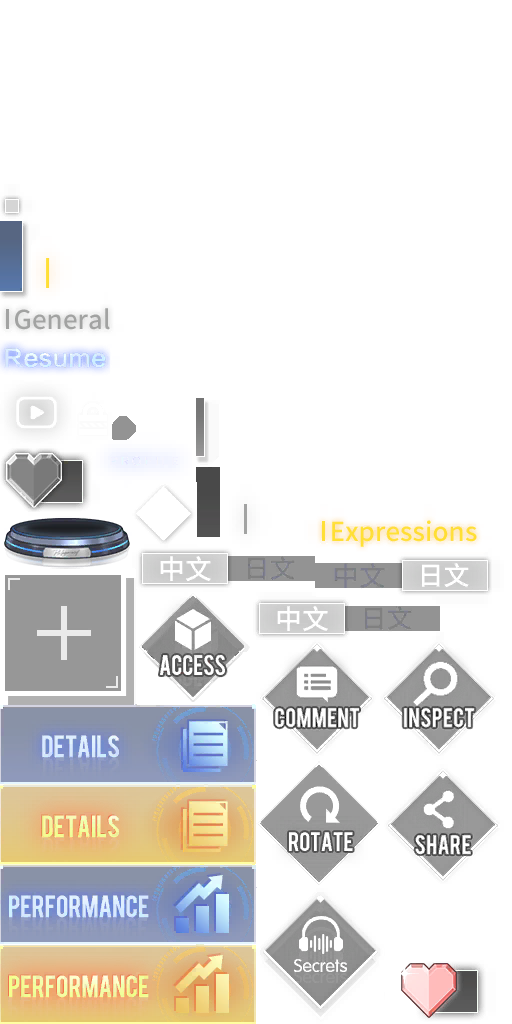 General
Resume
Expressions
中文 日文
中文 日文
中文 日文
ACCESS
COMMENT
INSPECT
DETAILS
DETAILS
ROTATE
SHARE
PERFORMANCE
Secrets
PERFORMANCE